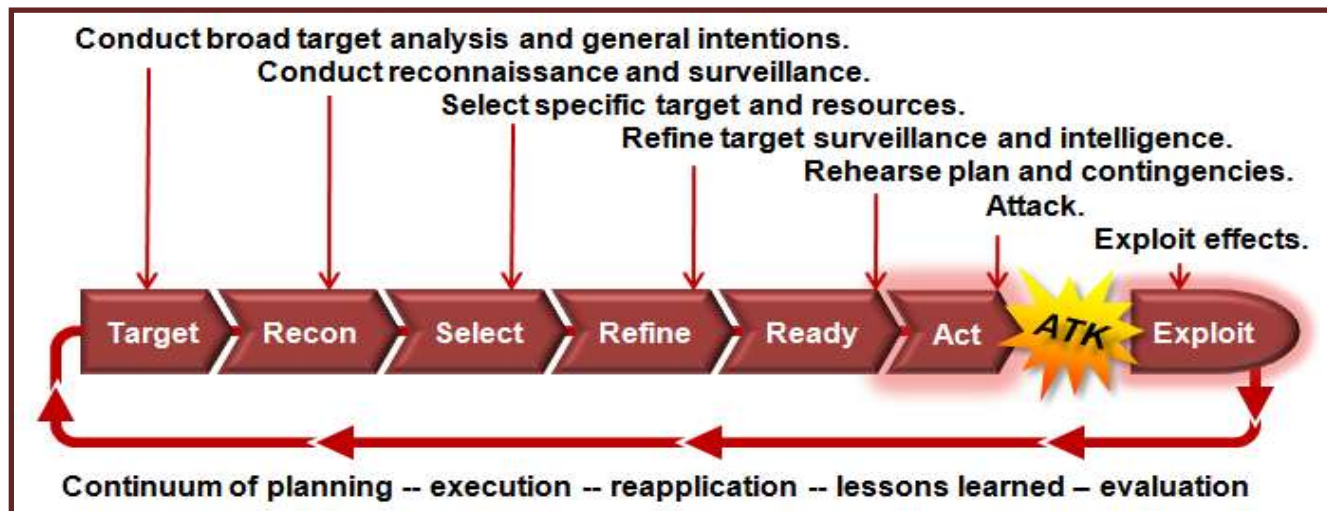 Conduct broad target analysis and general intentions.
Conduct reconnaissance and surveillance.
Select specific target and resources.
Refine target surveillance and intelligence.
Rehearse plan and contingencies.
Attack.
Exploit effects.
Target
Recon
Select
Refine
Ready
Act
ATK
Exploit
Continuum of planning -- execution -- reapplication -- lessons learned – evaluation